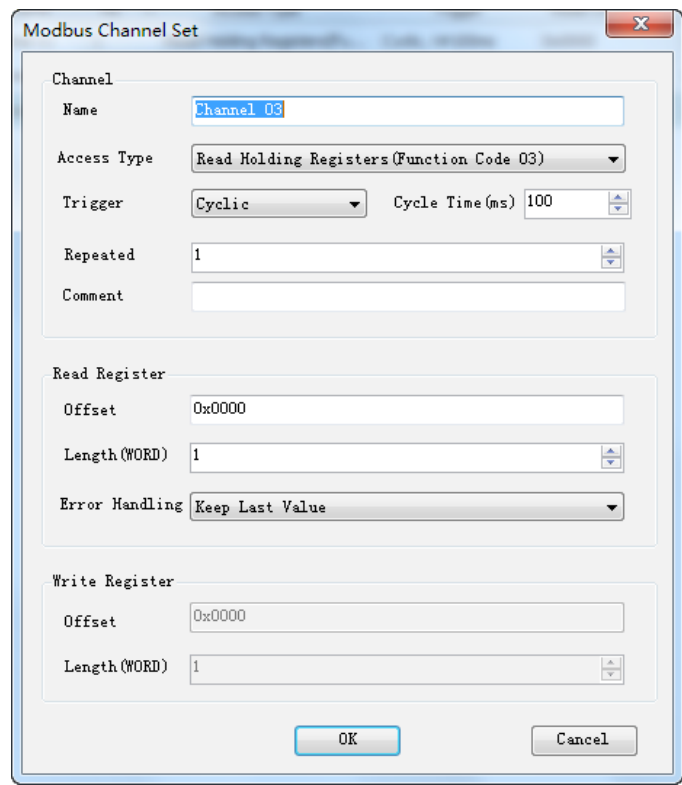 Modbus Channel Set
Channel
Name Channel 03
Access Type Read Holding Registers(Function Code 03)
Trigger Cyclic Cycle Time(ms) 100
Repeated 1
Comment
Read Register
Offset 0x0000
Length(WORD) 1
Error Handling Keep Last Value
Write Register
Offset 0x0000
Length(WORD) 1
OK Cancel